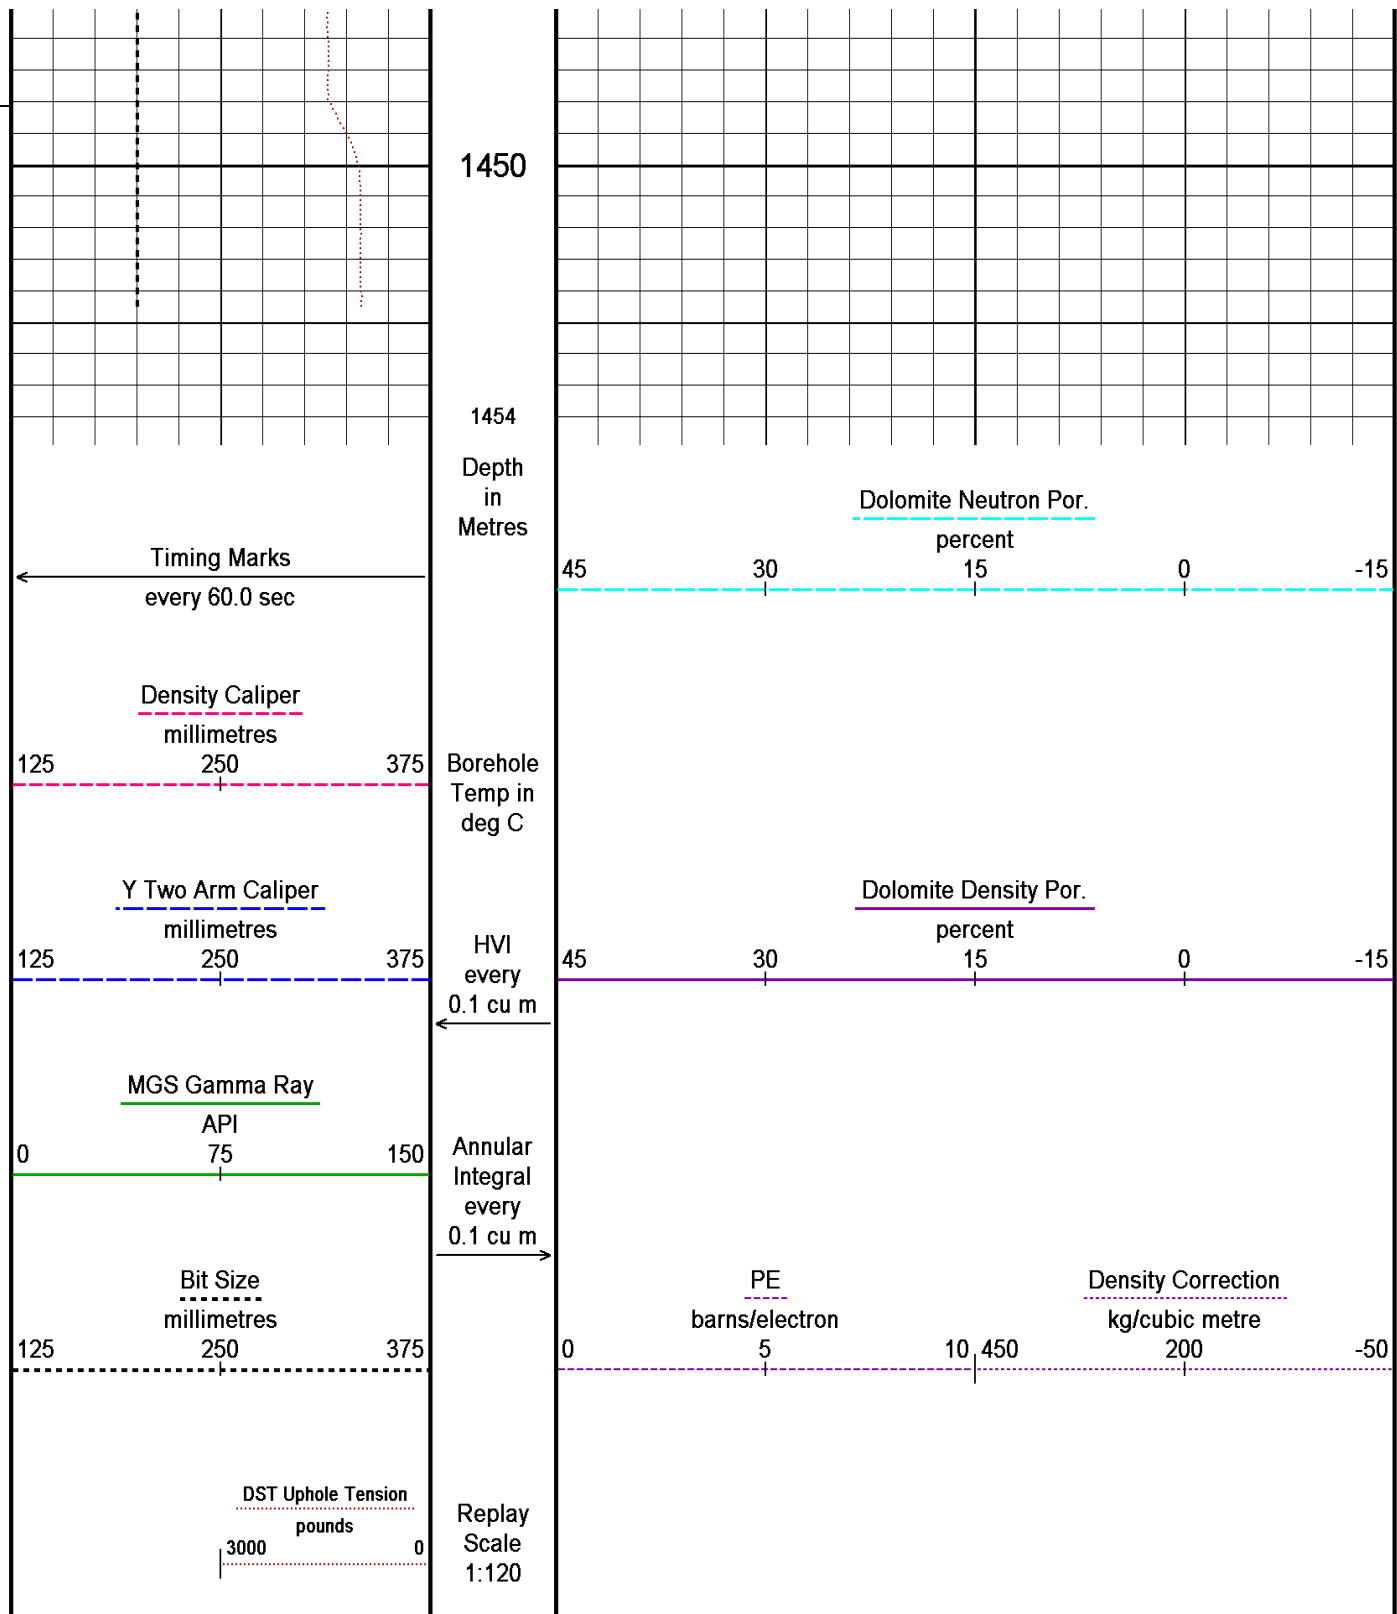 1450
1454
Depth
in
Metres
Timing Marks
every 60.0 sec
Density Caliper
millimetres
125 250 375
Y Two Arm Caliper
millimetres
125 250 375
MGS Gamma Ray
API
0 75 150
Bit Size
millimetres
125 250 375
DST Uphole Tension
pounds
3000 0
Borehole
Temp in
deg C
HVI
every
0.1 cu m
Annular
Integral
every
0.1 cu m
Replay
Scale
1:120
Dolomite Neutron Por.
percent
45 30 15 0 -15
Dolomite Density Por.
percent
45 30 15 0 -15
PE
barns/electron
0 5 10
Density Correction
kg/cubic metre
450 200 -50